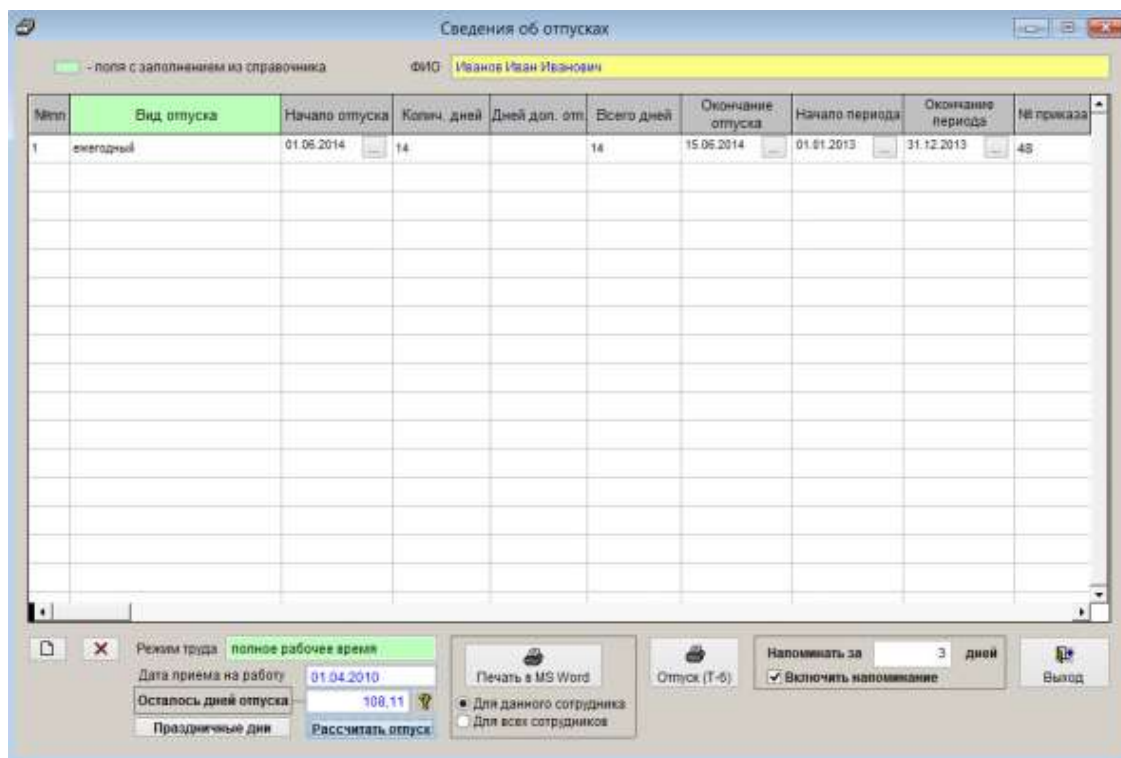 Сведения об отпусках
- поля с заполнением из справочника ФИО Иванов Иван Иванович
№пп Вид отпуска Начало отпуска Колич. дней Дней доп. отп. Всего дней Окончание отпуска Начало периода Окончание периода № приказа
1 ежегодный 01.06.2014 ... 14 14 15.06.2014 ... 01.01.2013 ... 31.12.2013 ... 48
Режим труда полное рабочее время
Дата приема на работу 01.04.2010
Осталось дней отпуска 108,11
Праздничные дни Рассчитать отпуск
Печать в MS Word
Для данного сотрудника
Для всех сотрудников
Отпуск (Т-6)
Напоминать за 3 дней
Включить напоминание
Выход